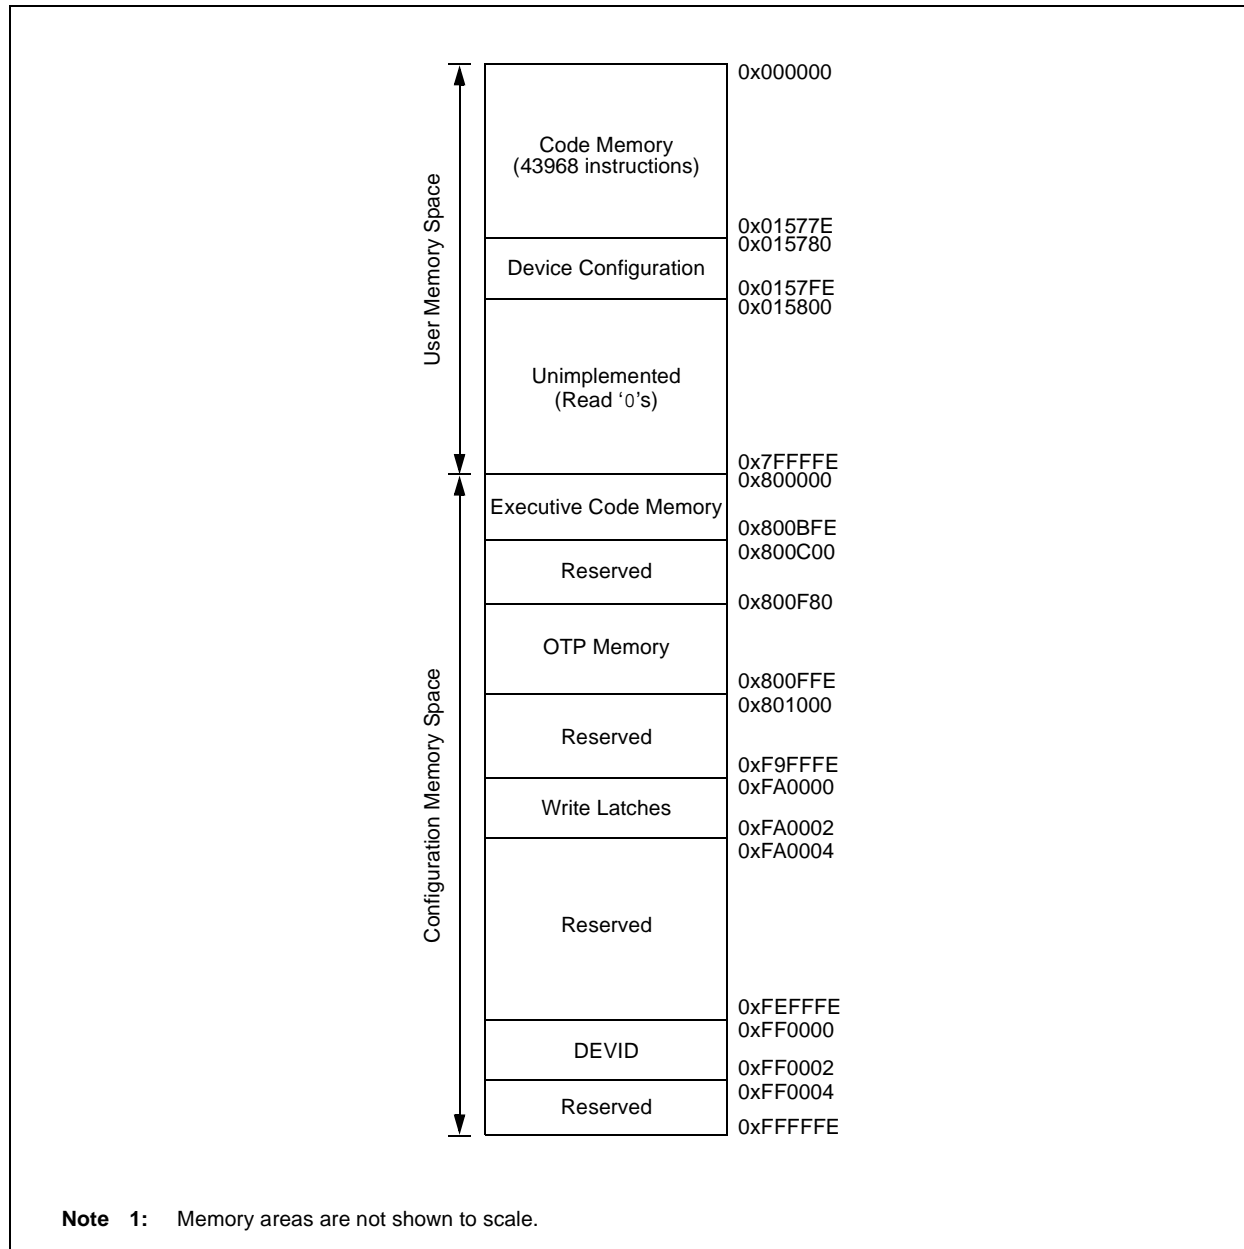 0x000000
Code Memory
(43968 instructions)
0x01577E
0x015780
Device Configuration
0x0157FE
0x015800
User Memory Space
Unimplemented
(Read ‘0’s)
0x7FFFFE
0x800000
Executive Code Memory
0x800BFE
0x800C00
Reserved
0x800F80
OTP Memory
0x800FFE
0x801000
Reserved
0xF9FFFE
0xFA0000
Write Latches
0xFA0002
0xFA0004
Configuration Memory Space
Reserved
0xFEFFFE
0xFF0000
DEVID
0xFF0002
0xFF0004
Reserved
0xFFFFFE
Note 1: Memory areas are not shown to scale.